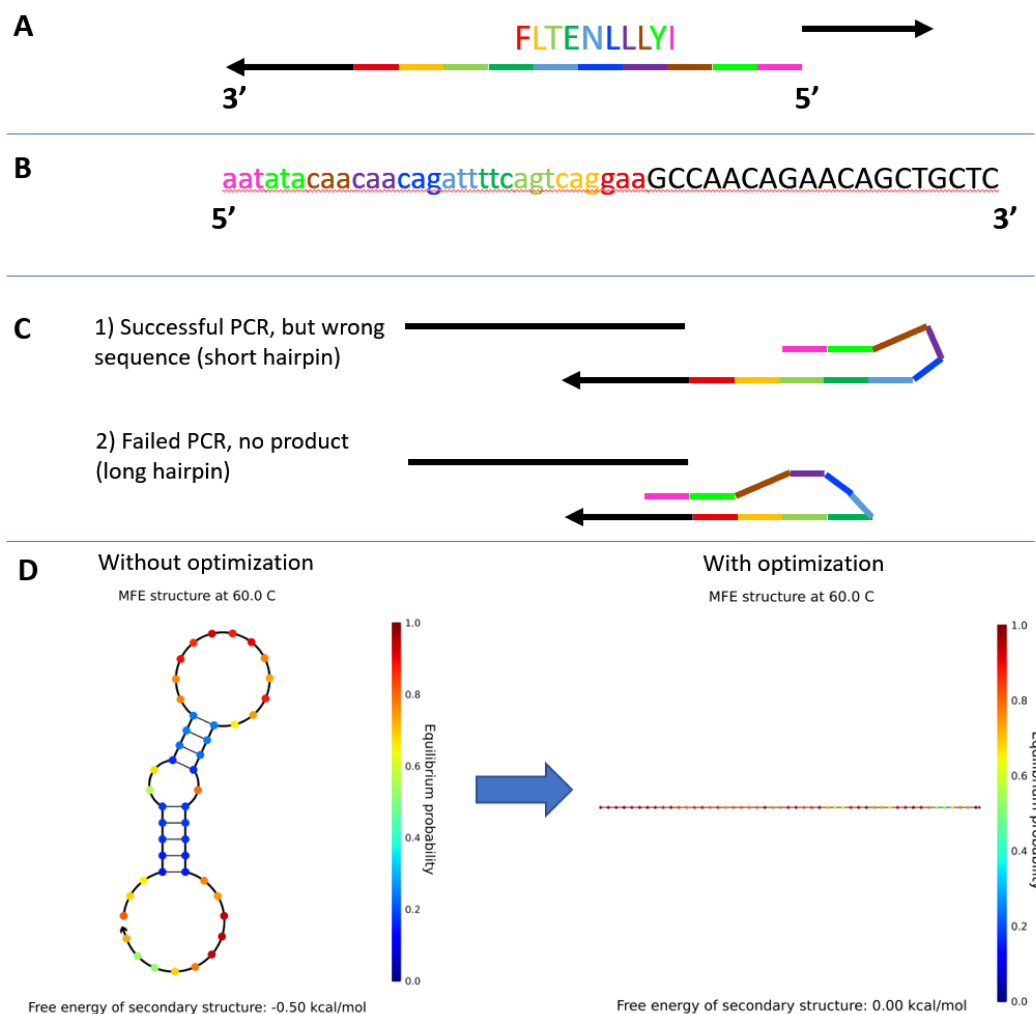 A
FLTENLLLYI
3’ 5’
B
aatatacaacaacagattttcagtcaggaaGCCAACAGAACAGCTGCTC
5’ 3’
C
1) Successful PCR, but wrong
sequence (short hairpin)
2) Failed PCR, no product
(long hairpin)
D
Without optimization
MFE structure at 60.0 C
1.0
0.8
0.6
0.4
0.2
0.0
Equilibrium probability
Free energy of secondary structure: -0.50 kcal/mol
With optimization
MFE structure at 60.0 C
1.0
0.8
0.6
0.4
0.2
0.0
Equilibrium probability
Free energy of secondary structure: 0.00 kcal/mol